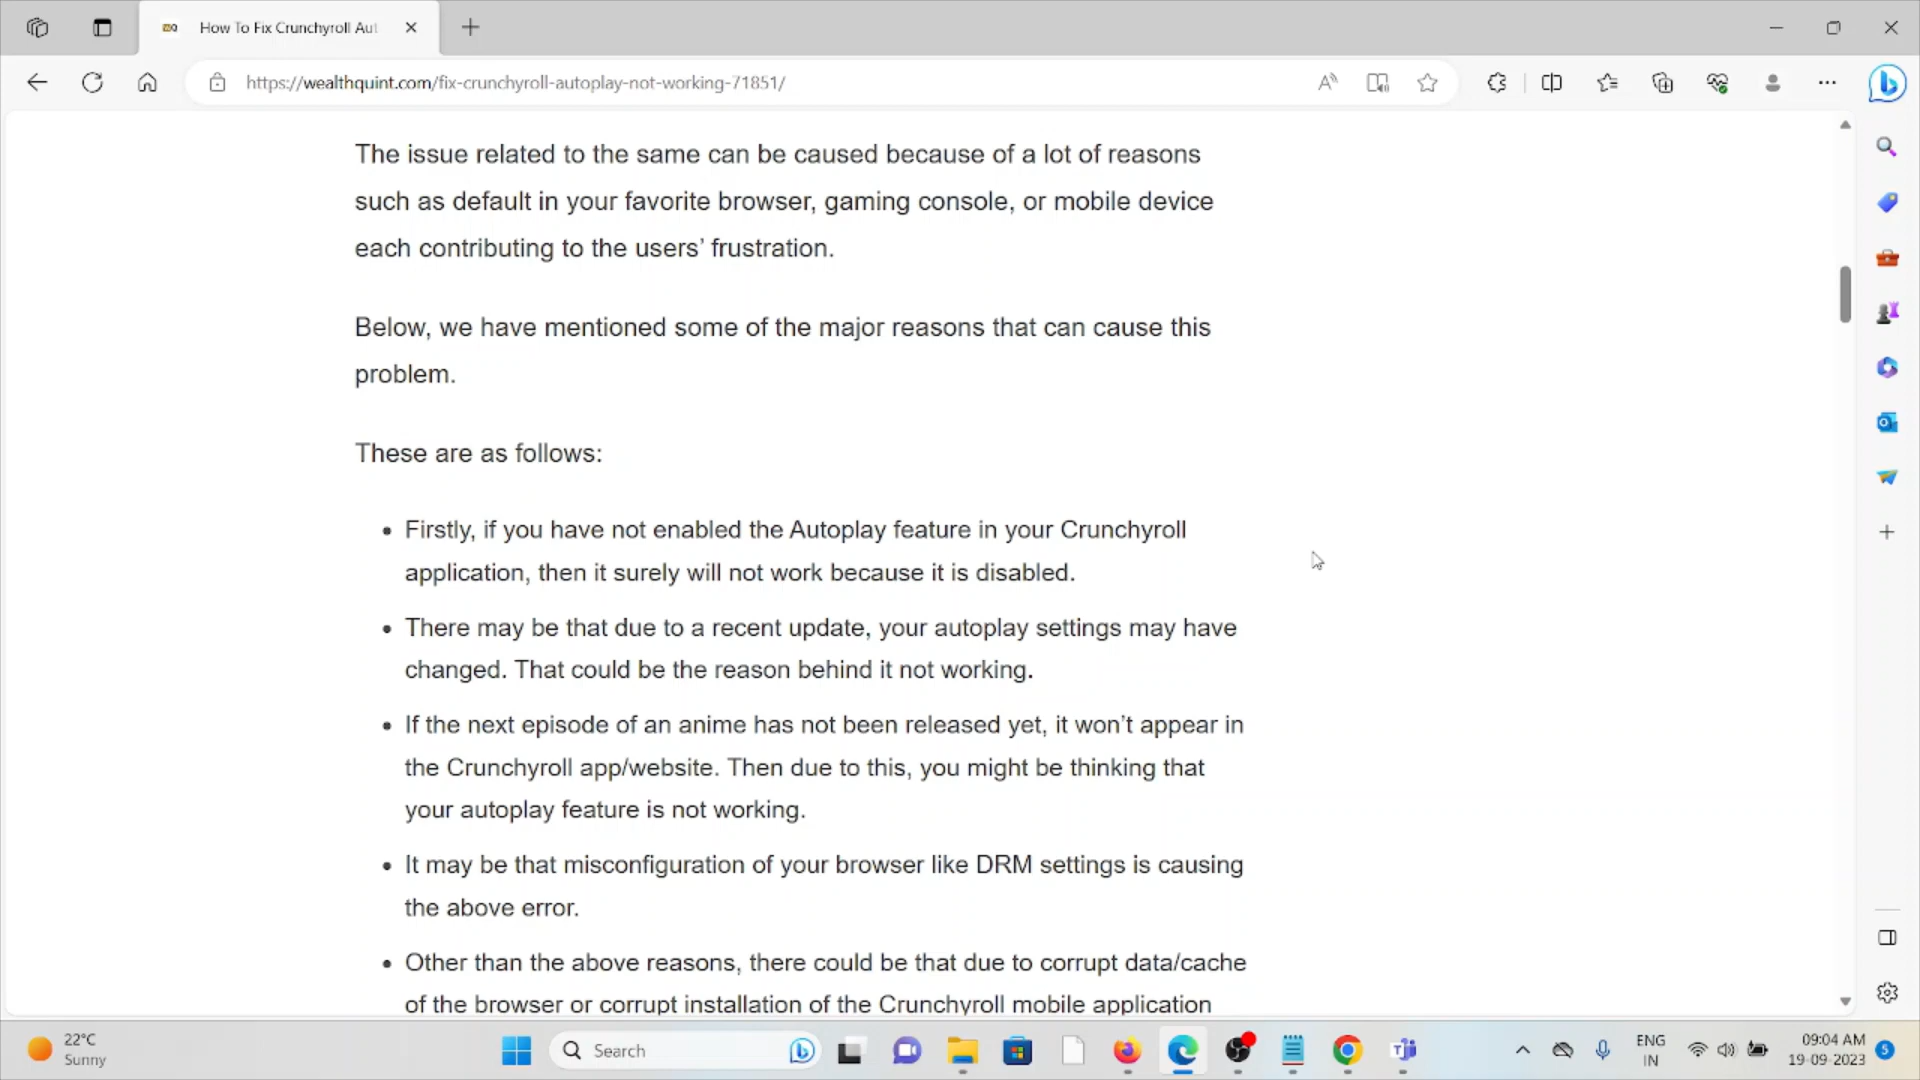 How To Fix Crunchyroll Aut
https://wealthquint.com/fix-crunchyroll-autoplay-not-working-71851/
The issue related to the same can be caused because of a lot of reasons
such as default in your favorite browser, gaming console, or mobile device
each contributing to the users’ frustration.
Below, we have mentioned some of the major reasons that can cause this
problem.
These are as follows:
• Firstly, if you have not enabled the Autoplay feature in your Crunchyroll
application, then it surely will not work because it is disabled.
• There may be that due to a recent update, your autoplay settings may have
changed. That could be the reason behind it not working.
• If the next episode of an anime has not been released yet, it won’t appear in
the Crunchyroll app/website. Then due to this, you might be thinking that
your autoplay feature is not working.
• It may be that misconfiguration of your browser like DRM settings is causing
the above error.
• Other than the above reasons, there could be that due to corrupt data/cache
of the browser or corrupt installation of the Crunchyroll mobile application
22°C
Sunny
Search
ENG
IN
09:04 AM
19-09-2023
5